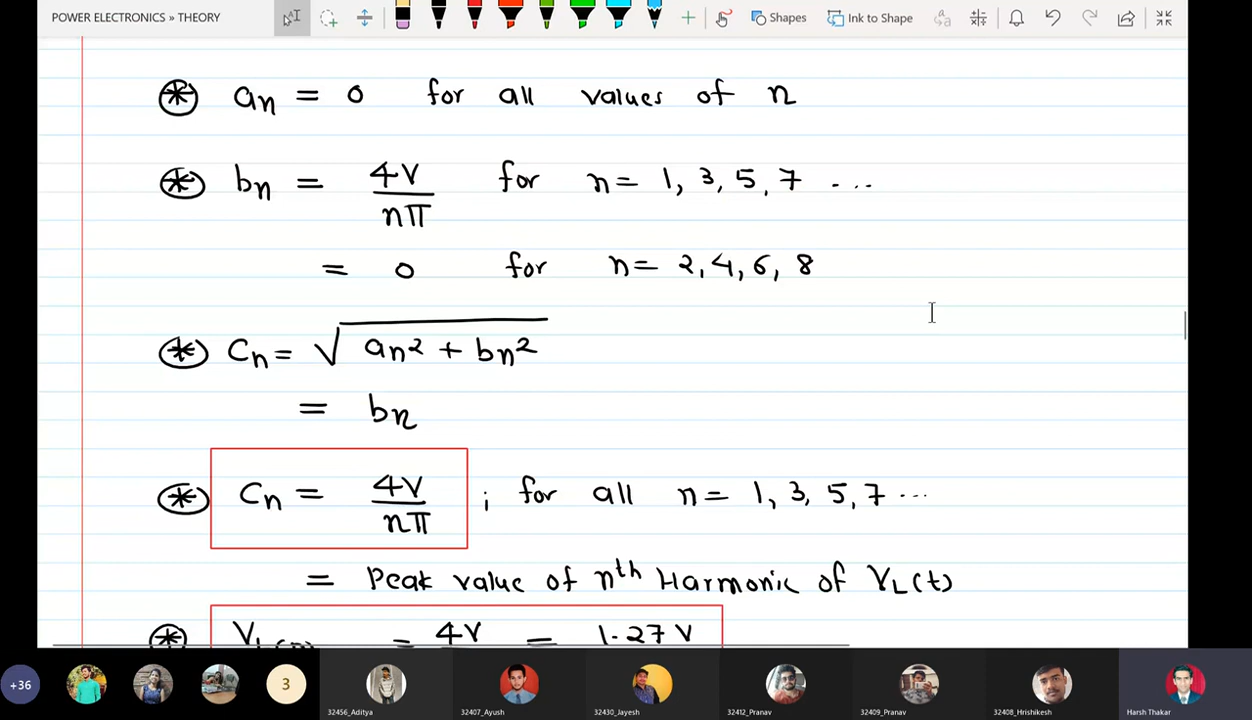 POWER ELECTRONICS » THEORY
Shapes
Ink to Shape
an = 0 for all values of n
bn = 4V/nπ for n = 1, 3, 5, 7 ...
= 0 for n = 2, 4, 6, 8
Cn = √ an² + bn²
= bn
Cn = 4V/nπ ; for all n = 1, 3, 5, 7 ...
= Peak value of nth Harmonic of VL(t)
= 4V = 1.27 V
+36
3
32456_Aditya
32407_Ayush
32430_Jayesh
32412_Pranav
32409_Pranav
32408_Hrishikesh
Harsh Thakar